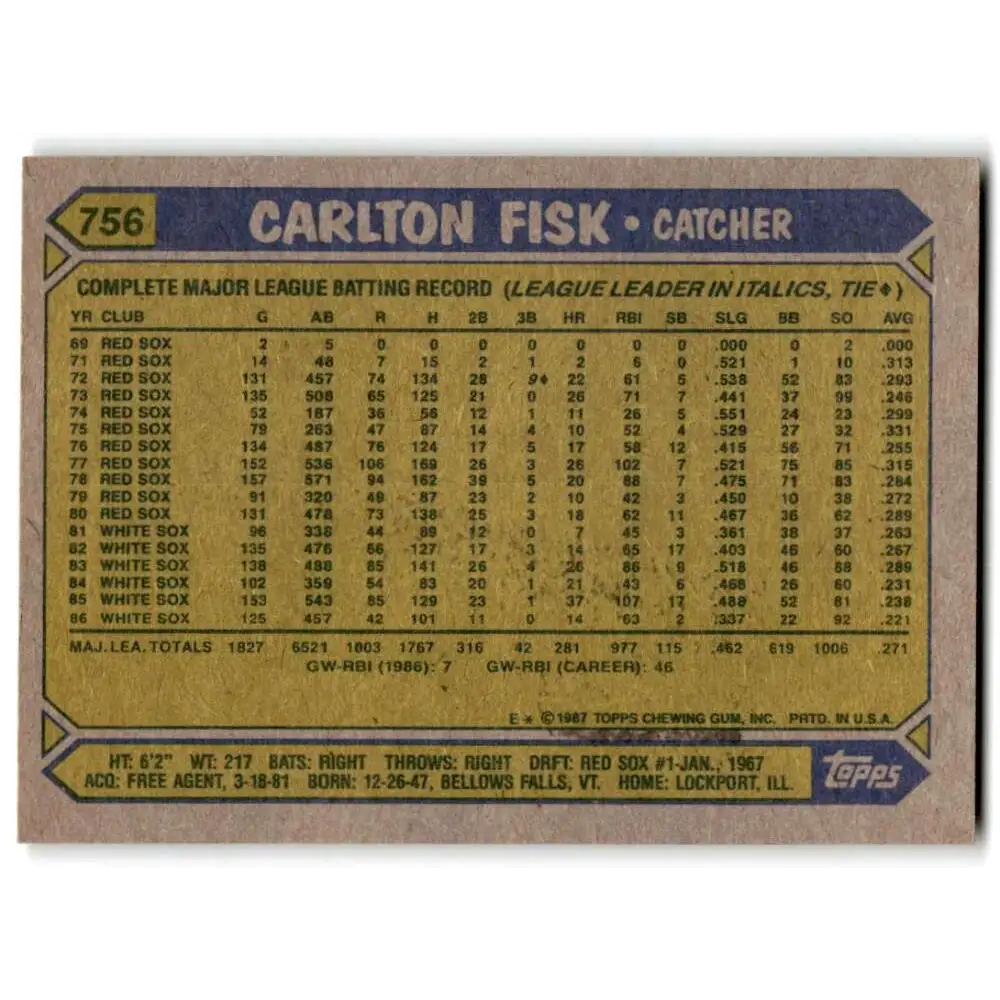 756 CARLTON FISK • CATCHER
COMPLETE MAJOR LEAGUE BATTING RECORD (LEAGUE LEADER IN ITALICS, TIE ♦)
YR CLUB G AB R H 2B 3B HR RBI SB SLG BB SO AVG
69 RED SOX 2 5 0 0 0 0 0 0 0 .000 0 2 .000
71 RED SOX 14 48 7 15 2 1 2 6 0 .521 1 10 .313
72 RED SOX 131 457 74 134 28 9♦ 22 61 5 .538 52 83 .293
73 RED SOX 135 508 65 125 21 0 26 71 7 .441 37 99 .246
74 RED SOX 52 187 36 56 12 1 11 26 5 .551 24 23 .299
75 RED SOX 79 263 47 87 14 4 10 52 4 .529 27 32 .331
76 RED SOX 134 487 76 124 17 5 17 58 12 .415 56 71 .255
77 RED SOX 152 536 106 169 26 3 26 102 7 .521 75 85 .315
78 RED SOX 157 571 94 162 39 5 20 88 7 .475 71 83 .284
79 RED SOX 91 320 49 87 23 2 10 42 3 .450 10 38 .272
80 RED SOX 131 478 73 138 25 3 18 62 11 .467 36 62 .289
81 WHITE SOX 96 338 44 89 12 0 7 45 3 .361 38 37 .263
82 WHITE SOX 135 476 66 127 17 3 14 65 17 .403 46 60 .267
83 WHITE SOX 138 488 85 141 26 4 26 86 9 .518 46 88 .289
84 WHITE SOX 102 359 54 83 20 1 21 43 6 .468 26 60 .231
85 WHITE SOX 153 543 85 129 23 1 37 107 17 .488 52 81 .238
86 WHITE SOX 125 457 42 101 11 0 14 63 2 .337 22 92 .221
MAJ. LEA. TOTALS 1827 6521 1003 1767 316 42 281 977 115 .462 619 1006 .271
GW-RBI (1986): 7 GW-RBI (CAREER): 46
E * © 1987 TOPPS CHEWING GUM, INC. PRTD. IN U.S.A.
HT: 6'2" WT: 217 BATS: RIGHT THROWS: RIGHT DRFT: RED SOX #1-JAN., 1967
ACQ: FREE AGENT, 3-18-81 BORN: 12-26-47, BELLOWS FALLS, VT. HOME: LOCKPORT, ILL.
topps